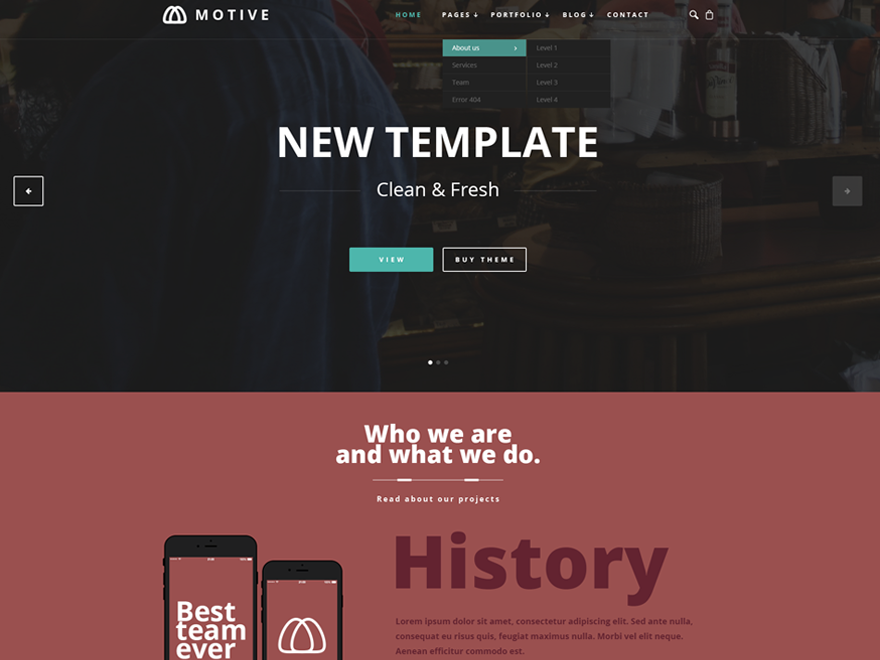 MOTIVE
HOME PAGES PORTFOLIO BLOG CONTACT
About us Level 1
Services Level 2
Team Level 3
Error 404 Level 4
NEW TEMPLATE
Clean & Fresh
VIEW BUY THEME
Who we are
and what we do.
Read about our projects
History
Best
team
ever
Lorem ipsum dolor sit amet, consectetur adipiscing elit. Sed ante nulla,
consequat eu risus quis, feugiat maximus nulla. Morbi vel elit neque.
Aenean efficitur commodo est.